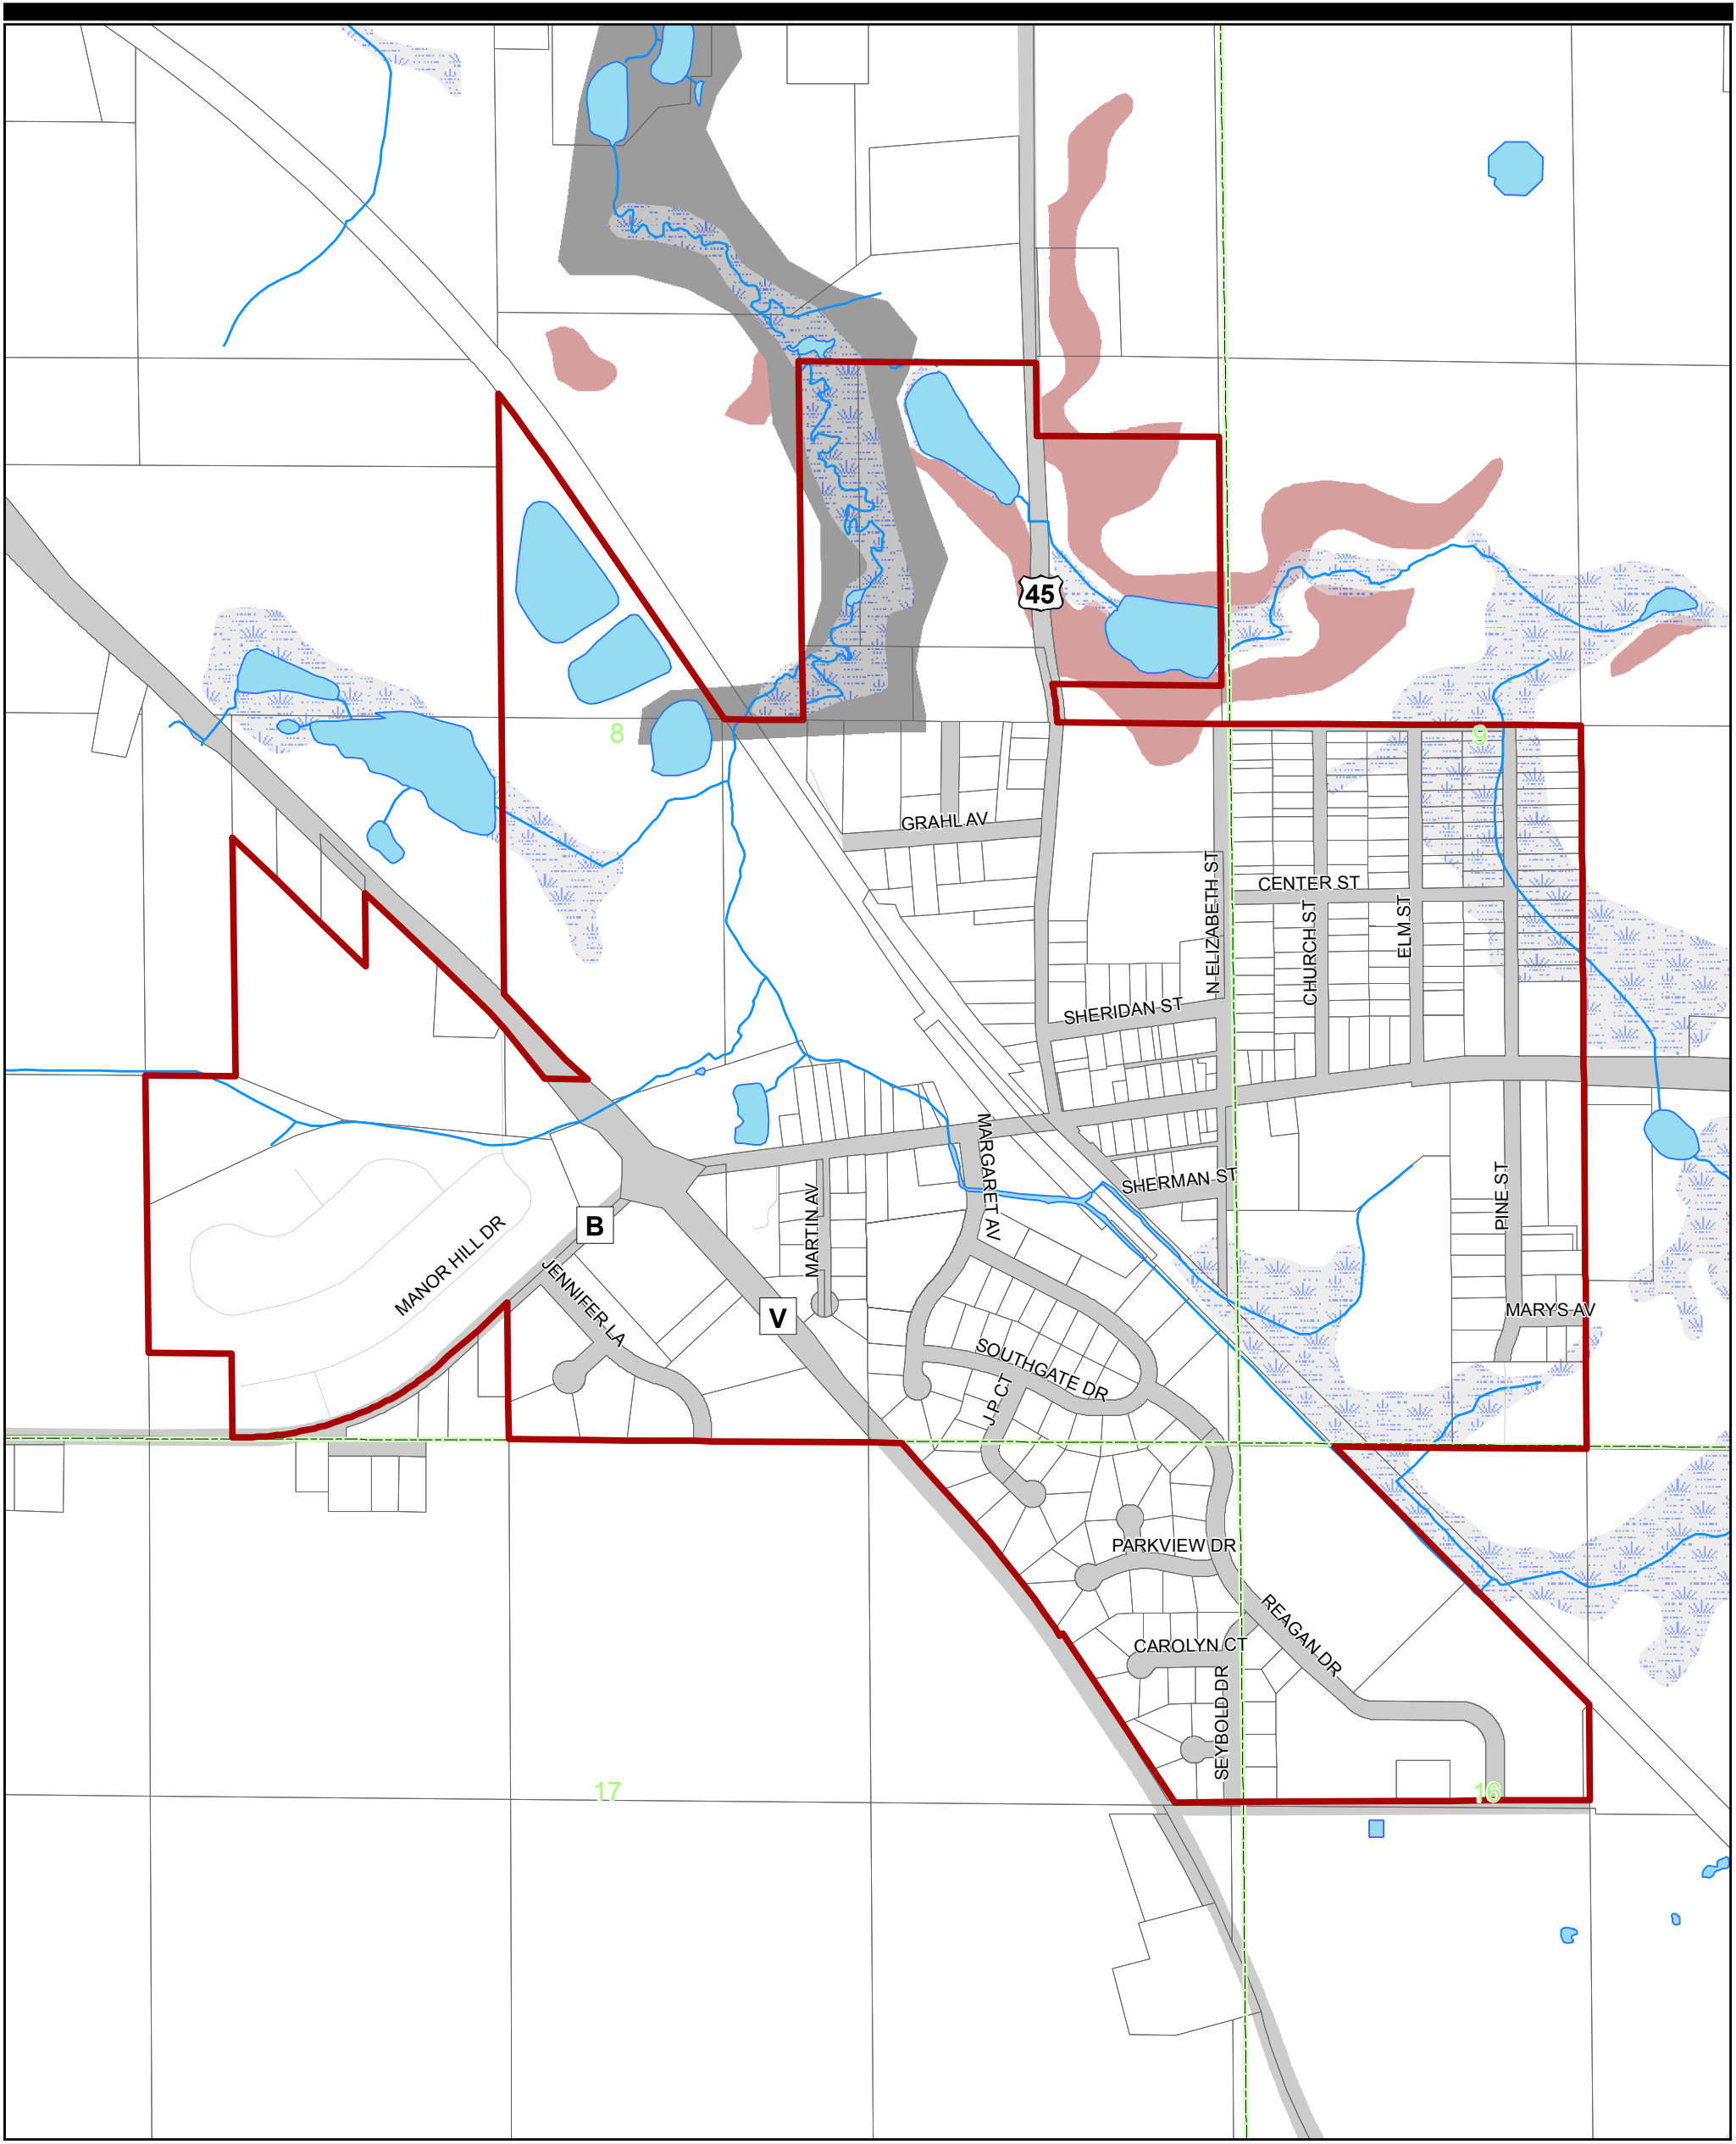 45
8
9
GRAHL AV
CENTER ST
N ELIZABETH ST
CHURCH ST
ELM ST
SHERIDAN ST
MARGARET AV
SHERMAN ST
PINE ST
MARTIN AV
B
MANOR HILL DR
JENNIFER LA
V
MARYS AV
SOUTHGATE DR
J.P. CT
PARKVIEW DR
REAGAN DR
CAROLYN CT
SEYBOLD DR
17
16